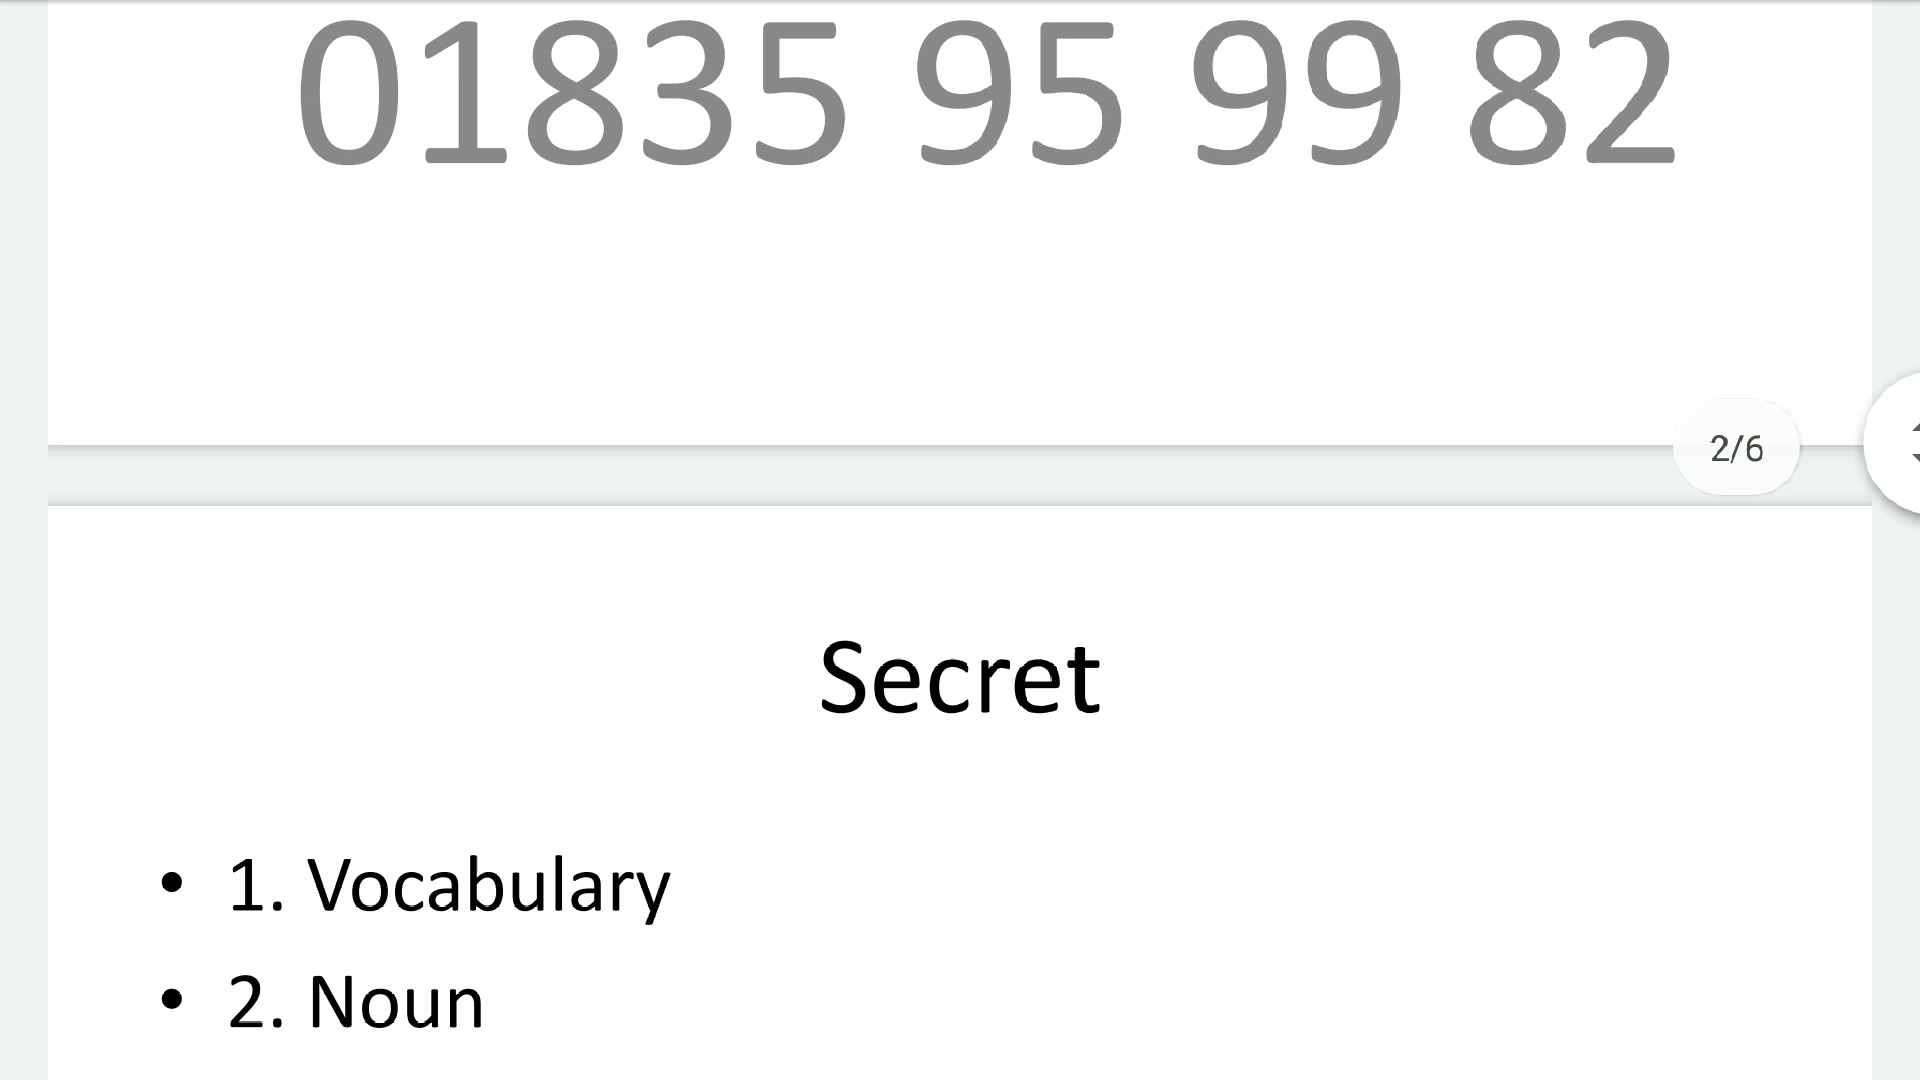 01835 95 99 82
2/6
Secret
• 1. Vocabulary
• 2. Noun